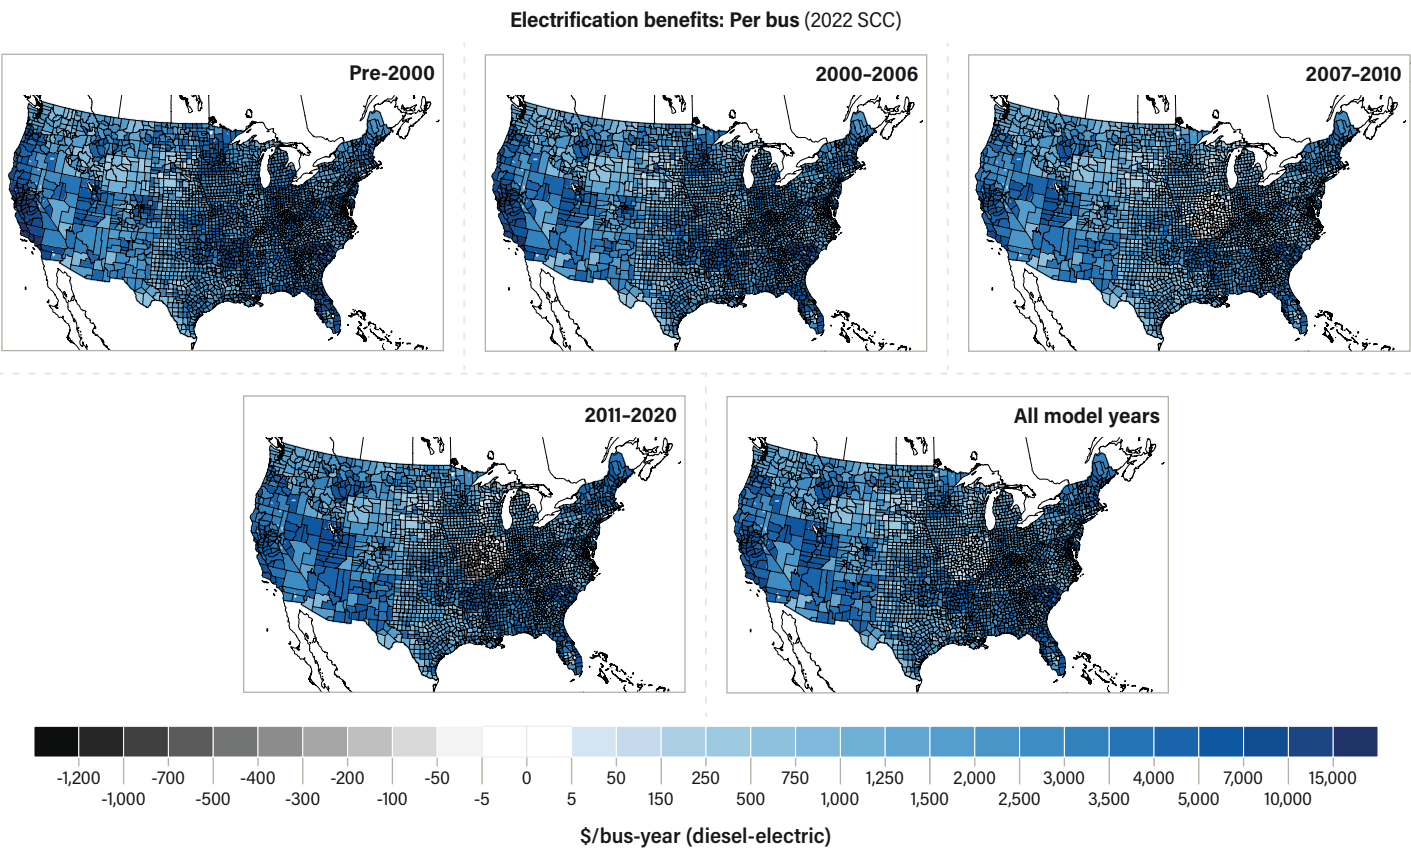 Electrification benefits: Per bus (2022 SCC)
Pre-2000
2000–2006
2007–2010
2011–2020
All model years
-1,200 -700 -400 -200 -50 0 50 250 750 1,250 2,000 3,000 4,000 7,000 15,000
-1,000 -500 -300 -100 -5 5 150 500 1,000 1,500 2,500 3,500 5,000 10,000
$/bus-year (diesel-electric)